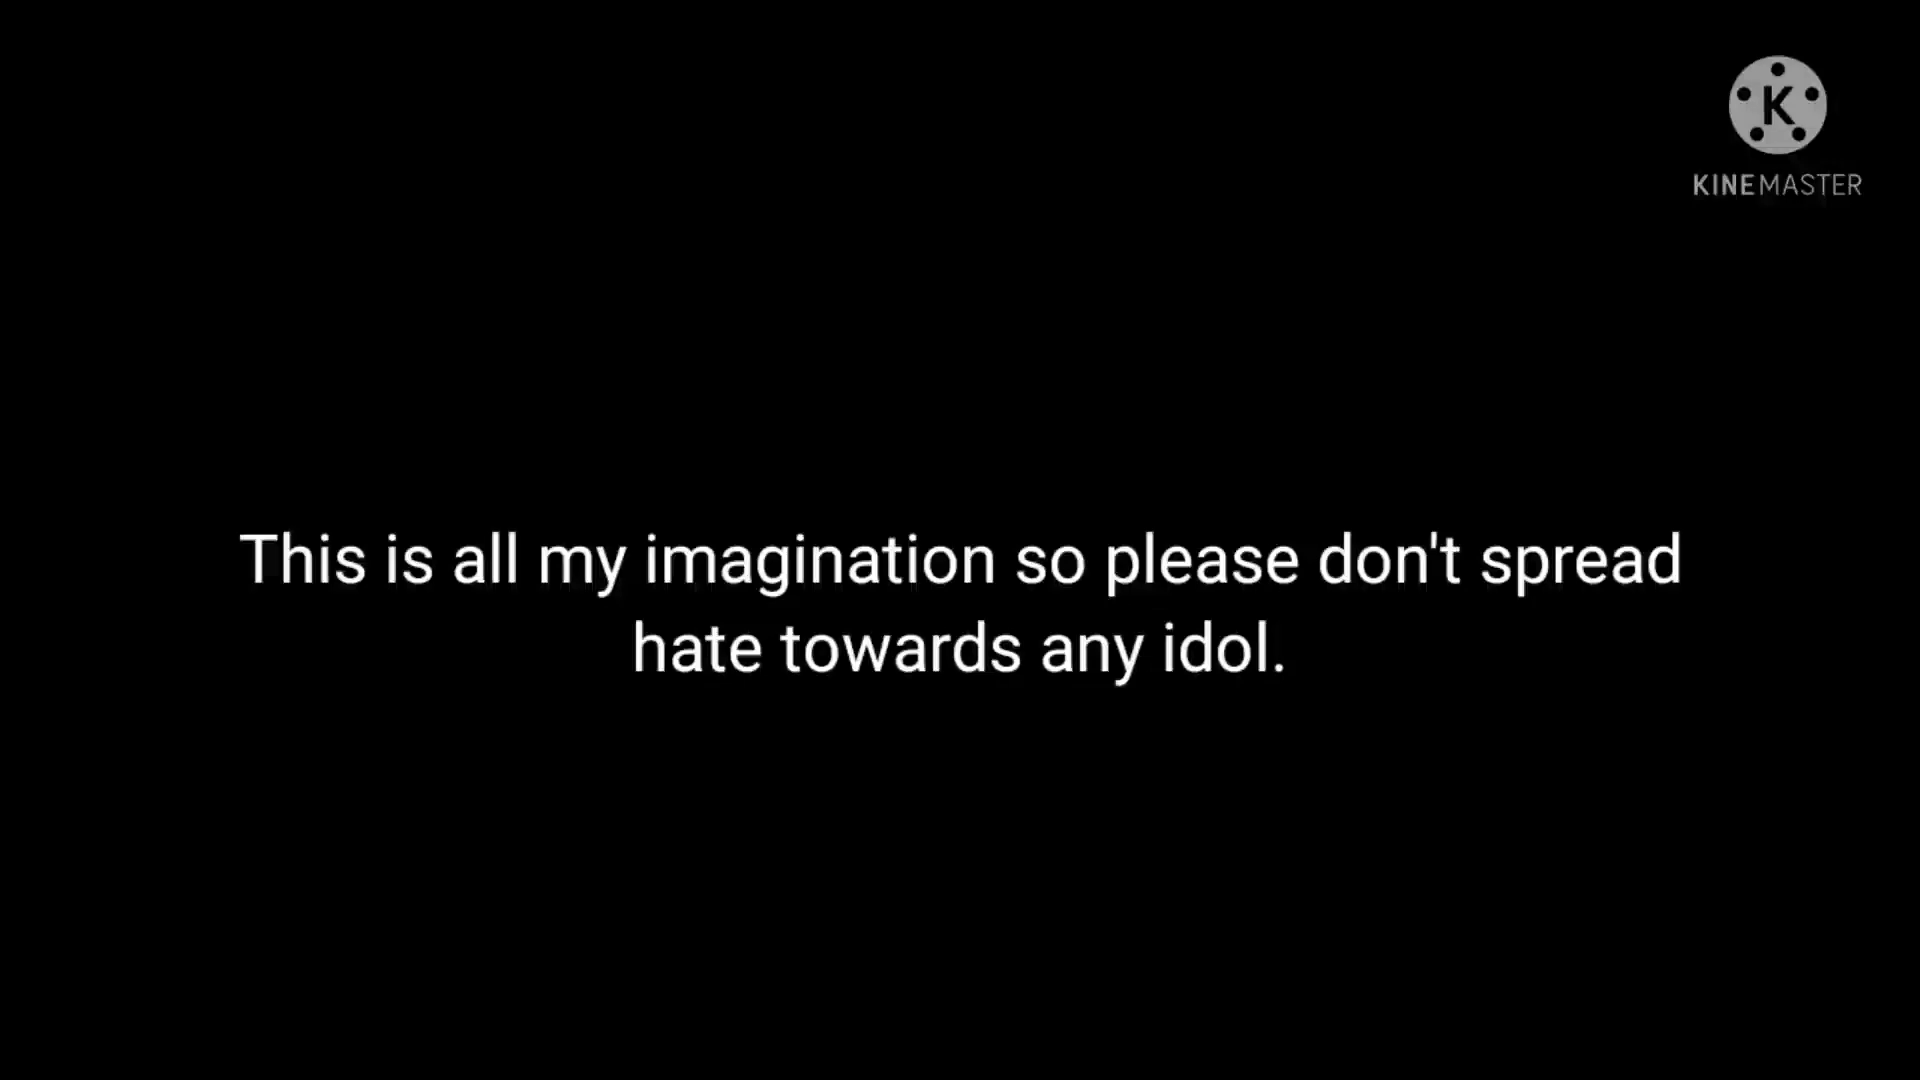 K
KINEMASTER
This is all my imagination so please don't spread
hate towards any idol.